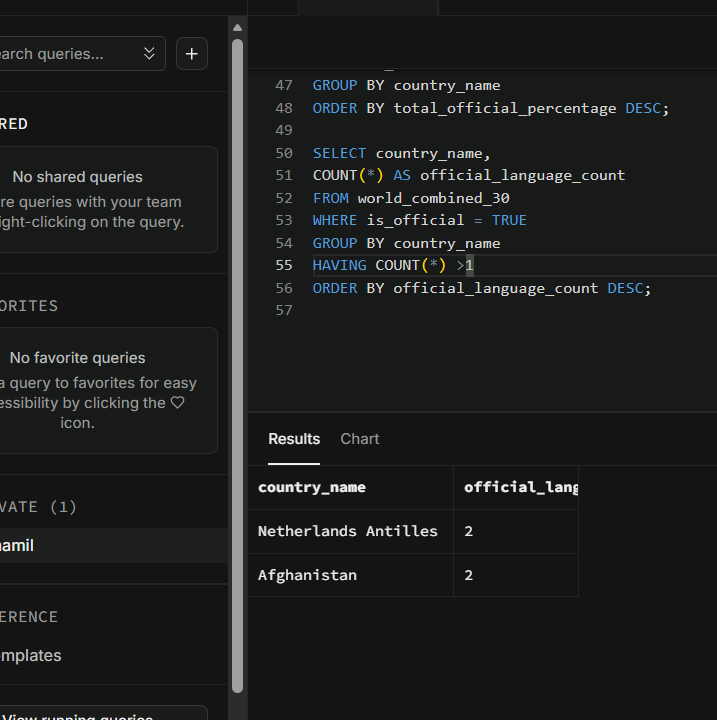 earch queries...
+
RED
No shared queries
re queries with your team
ight-clicking on the query.
ORITES
No favorite queries
a query to favorites for easy
essibility by clicking the
icon.
VATE (1)
amil
ERENCE
mplates
View running queries
47 GROUP BY country_name
48 ORDER BY total_official_percentage DESC;
49
50 SELECT country_name,
51 COUNT(*) AS official_language_count
52 FROM world_combined_30
53 WHERE is_official = TRUE
54 GROUP BY country_name
55 HAVING COUNT(*) >1
56 ORDER BY official_language_count DESC;
57
Results Chart
country_name official_lang
Netherlands Antilles 2
Afghanistan 2